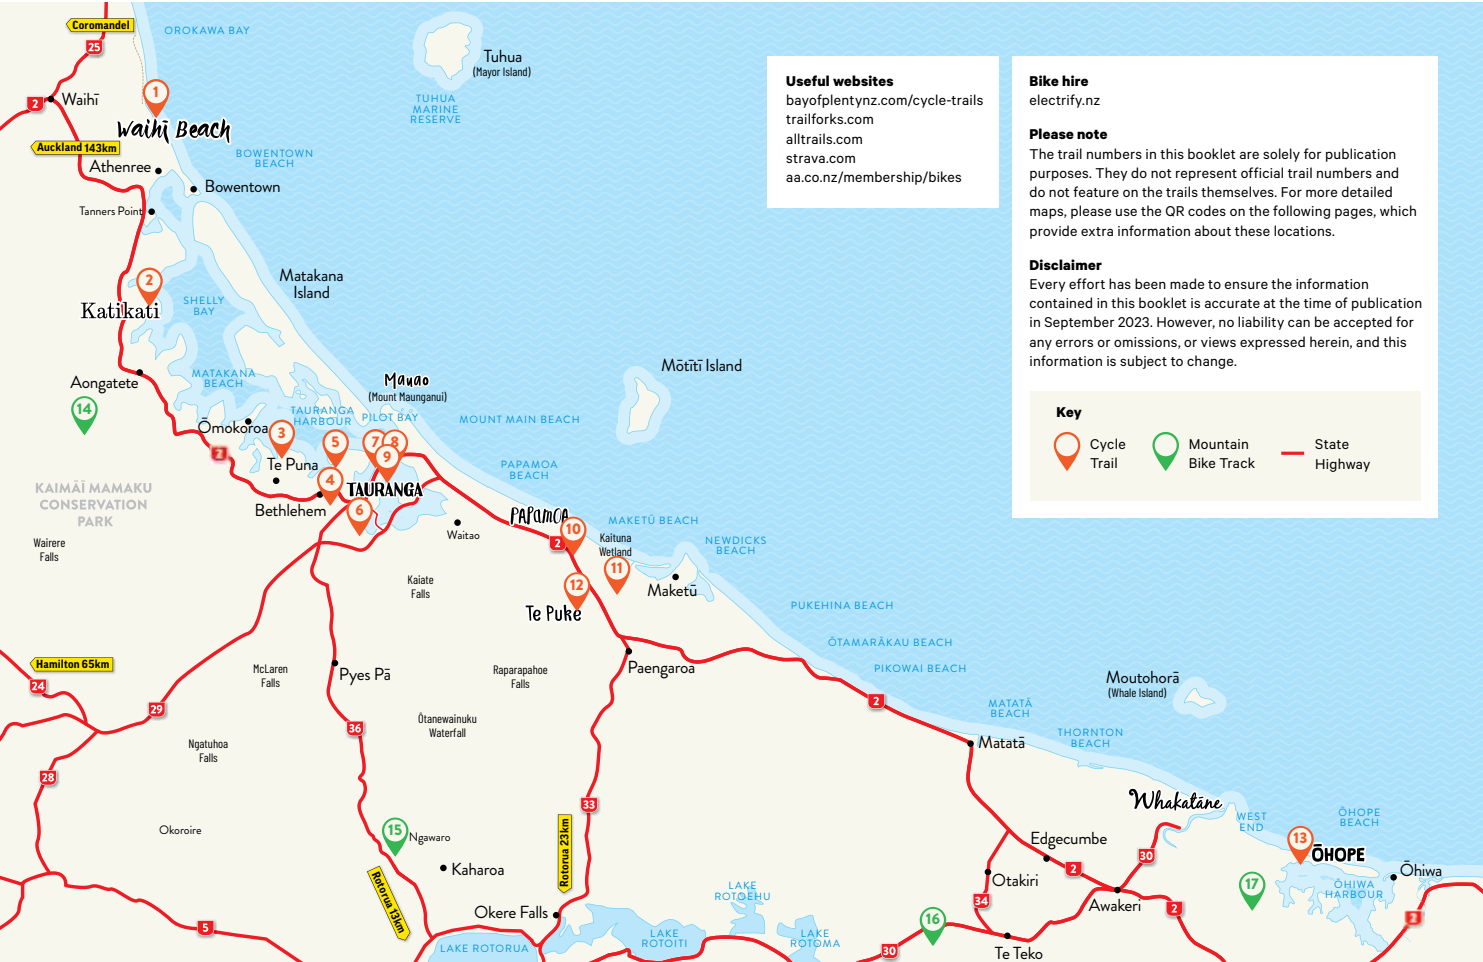 Coromandel
25
OROKAWA BAY
Tuhua
(Mayor Island)
TUHUA
MARINE
RESERVE
2
Waihī
1
Waihī Beach
Auckland 143km
Athenree
BOWENTOWN
BEACH
Bowentown
Tanners Point
Matakana
Island
2
Katikati
SHELLY
BAY
MATAKANA
BEACH
Aongatete
14
Mōtītī Island
Mauao
(Mount Maunganui)
TAURANGA
HARBOUR
PILOT BAY
MOUNT MAIN BEACH
Ōmokoroa
3
5
7
8
9
2
Te Puna
4
TAURANGA
Bethlehem
6
PAPAMOA
BEACH
KAIMĀĪ MAMAKU
CONSERVATION
PARK
Wairere
Falls
Waitao
PAPAMOA
10
2
MAKETŪ BEACH
Kaituna
Wetland
NEWDICKS
BEACH
11
12
Maketū
Te Puke
Kaiate
Falls
PUKEHINA BEACH
ŌTAMARĀKAU BEACH
PIKOWAI BEACH
Hamilton 65km
24
29
McLaren
Falls
Pyes Pā
Raparapahoe
Falls
Paengaroa
2
Moutohorā
(Whale Island)
MATATĀ
BEACH
THORNTON
BEACH
Matatā
36
Ōtanewainuku
Waterfall
Ngatuhoa
Falls
28
33
Okoroire
15
Ngawaro
Kaharoa
Rotorua 13km
Rotorua 23km
Okere Falls
5
LAKE ROTORUA
LAKE
ROTOITI
LAKE
ROTOEHU
LAKE
ROTOMA
Whakatāne
WEST
END
ŌHOPE
BEACH
13
ŌHOPE
Edgecumbe
2
30
Otakiri
34
Awakeri
2
17
ŌHIWA
HARBOUR
Ōhiwa
2
16
30
Te Teko
Useful websites
bayofplentynz.com/cycle-trails
trailforks.com
alltrails.com
strava.com
aa.co.nz/membership/bikes
Bike hire
electrify.nz
Please note
The trail numbers in this booklet are solely for publication
purposes. They do not represent official trail numbers and
do not feature on the trails themselves. For more detailed
maps, please use the QR codes on the following pages, which
provide extra information about these locations.
Disclaimer
Every effort has been made to ensure the information
contained in this booklet is accurate at the time of publication
in September 2023. However, no liability can be accepted for
any errors or omissions, or views expressed herein, and this
information is subject to change.
Key
Cycle
Trail
Mountain
Bike Track
State
Highway